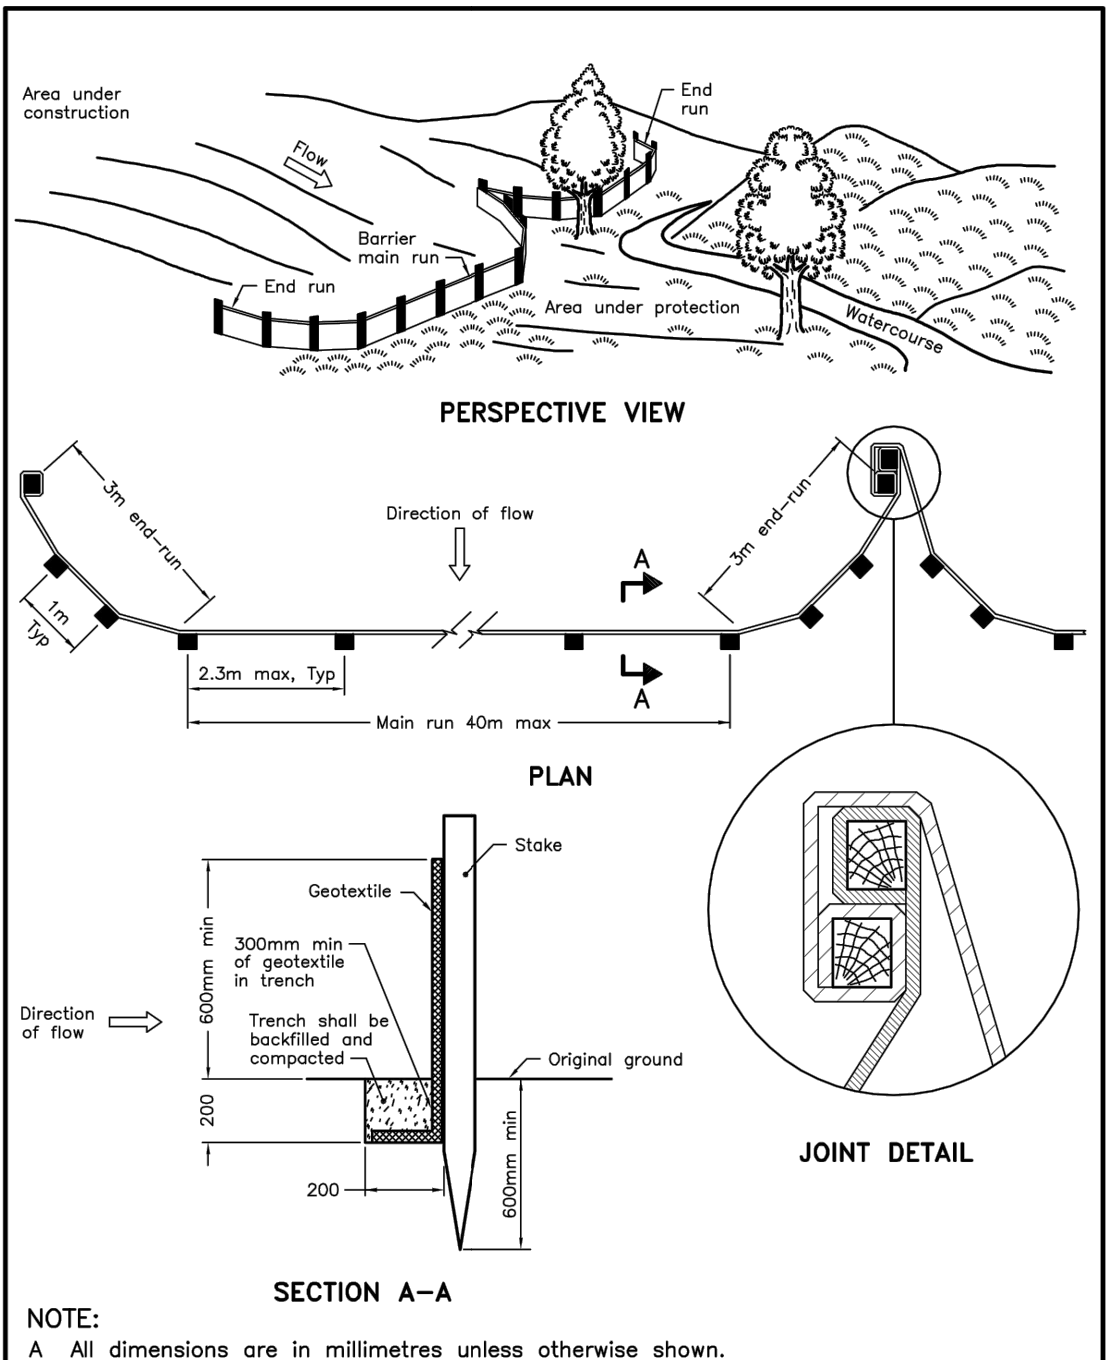 Area under
construction
Flow
End
run
Barrier
main run
End run
Area under protection
Watercourse
PERSPECTIVE VIEW
3m end-run
Direction of flow
3m end-run
A
1m
Typ
2.3m max, Typ
A
Main run 40m max
PLAN
Stake
Geotextile
600mm min
300mm min
of geotextile
in trench
Direction
of flow
Trench shall be
backfilled and
compacted
Original ground
200
600mm min
200
JOINT DETAIL
SECTION A-A
NOTE:
A All dimensions are in millimetres unless otherwise shown.